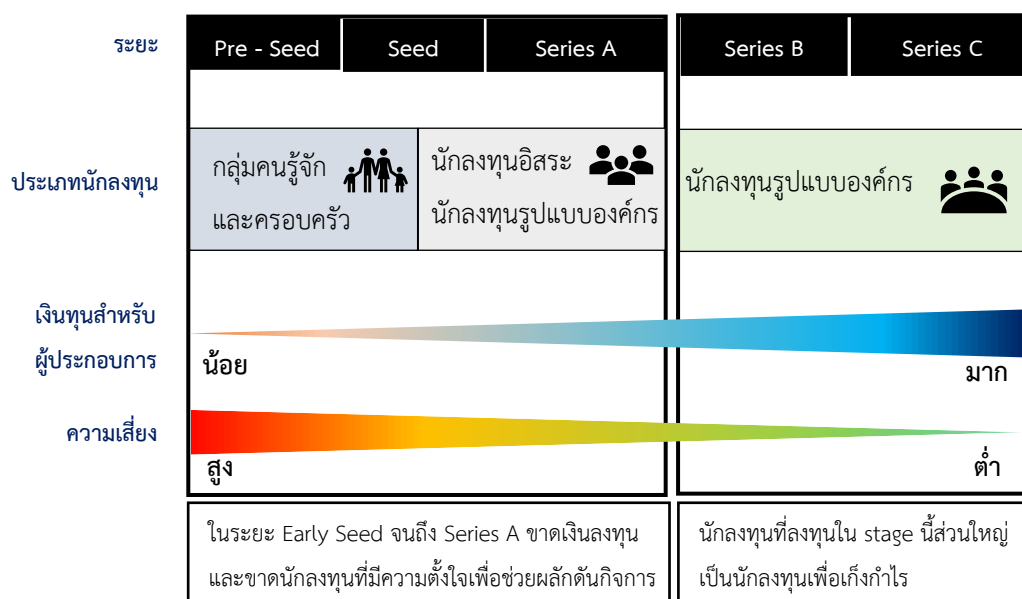 ระยะ
Pre - Seed
Seed
Series A
Series B
Series C
ประเภทนักลงทุน
กลุ่มคนรู้จัก
และครอบครัว
นักลงทุนอิสระ
นักลงทุนรูปแบบองค์กร
นักลงทุนรูปแบบองค์กร
เงินทุนสำหรับ
ผู้ประกอบการ
น้อย
มาก
ความเสี่ยง
สูง
ต่ำ
ในระยะ Early Seed จนถึง Series A ขาดเงินลงทุน
และขาดนักลงทุนที่มีความตั้งใจเพื่อช่วยผลักดันกิจการ
นักลงทุนที่ลงทุนใน stage นี้ส่วนใหญ่
เป็นนักลงทุนเพื่อเก็งกำไร